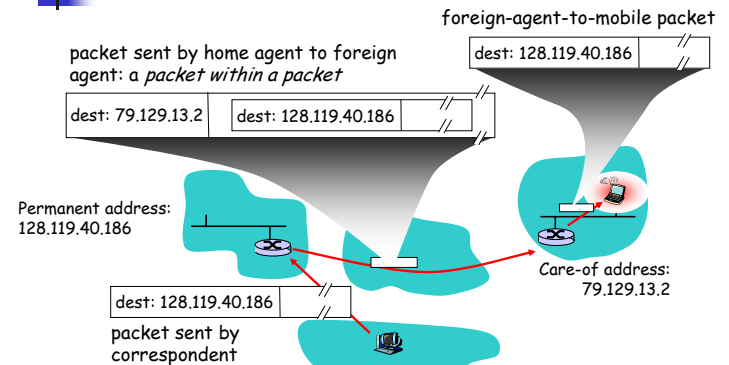 foreign-agent-to-mobile packet
packet sent by home agent to foreign
agent: a packet within a packet
dest: 128.119.40.186
dest: 79.129.13.2
dest: 128.119.40.186
Permanent address:
128.119.40.186
Care-of address:
79.129.13.2
dest: 128.119.40.186
packet sent by
correspondent